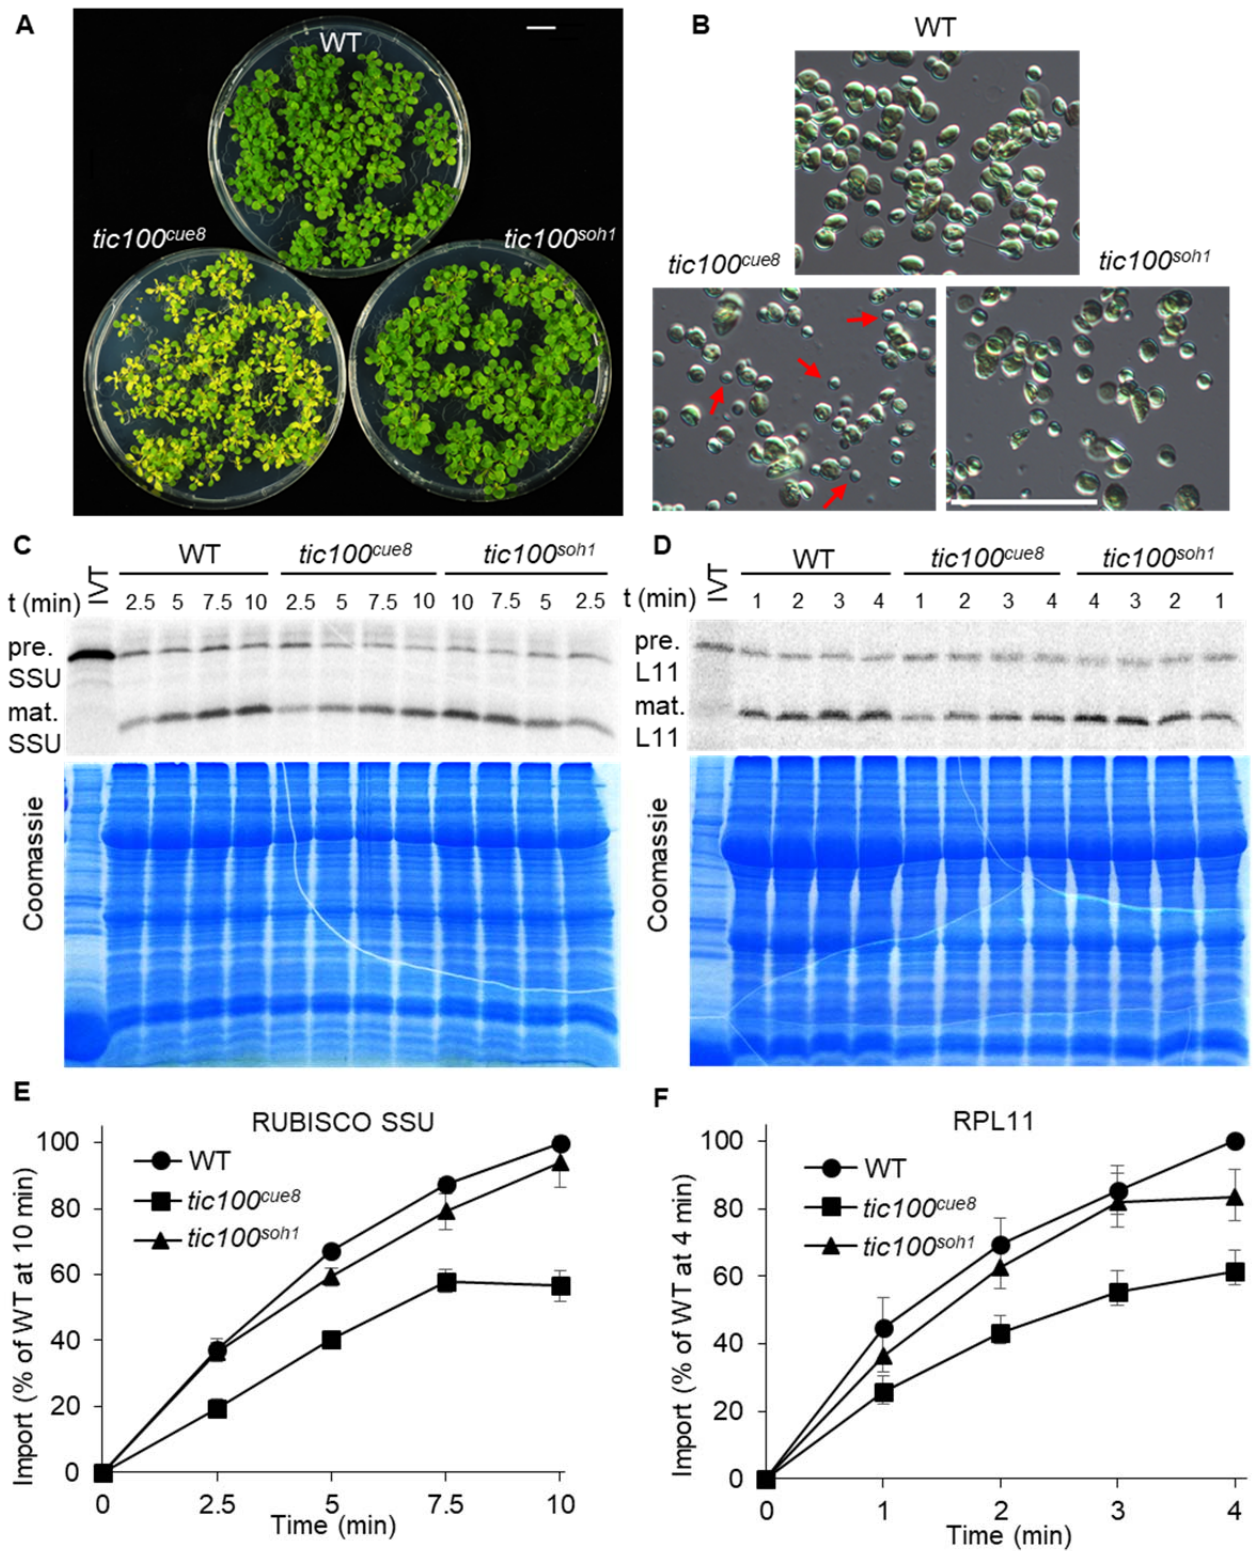 A
WT
tic100cue8
tic100soh1
B
WT
tic100cue8
tic100soh1
C
WT tic100cue8 tic100soh1
IVT
t (min) 2.5 5 7.5 10 2.5 5 7.5 10 10 7.5 5 2.5
pre.
SSU
mat.
SSU
Coomassie
D
WT tic100cue8 tic100soh1
IVT
t (min) 1 2 3 4 1 2 3 4 4 3 2 1
pre.
L11
mat.
L11
Coomassie
E
RUBISCO SSU
WT
tic100cue8
tic100soh1
Import (% of WT at 10 min)
100
80
60
40
20
0
0 2.5 5 7.5 10
Time (min)
F
RPL11
WT
tic100cue8
tic100soh1
Import (% of WT at 4 min)
100
80
60
40
20
0
0 1 2 3 4
Time (min)